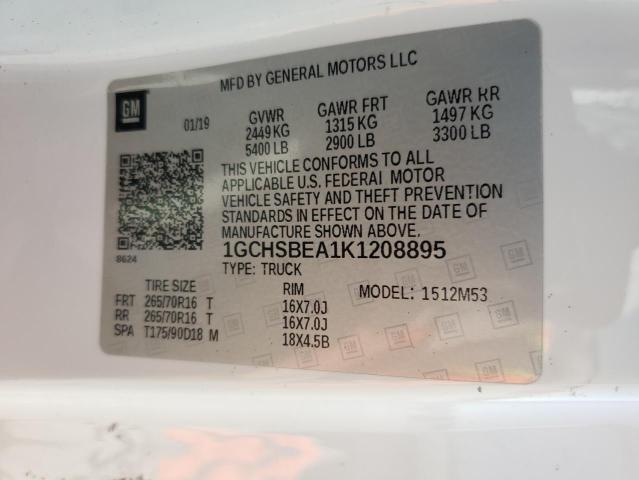 MFD BY GENERAL MOTORS LLC
GM
01/19 GVWR GAWR FRT GAWR RR
2449 KG 1315 KG 1497 KG
5400 LB 2900 LB 3300 LB
THIS VEHICLE CONFORMS TO ALL
APPLICABLE U.S. FEDERAL MOTOR
VEHICLE SAFETY AND THEFT PREVENTION
STANDARDS IN EFFECT ON THE DATE OF
MANUFACTURE SHOWN ABOVE.
8624
1GCHSBEA1K1208895
TYPE: TRUCK
TIRE SIZE RIM MODEL: 1512M53
FRT 265/70R16 T 16X7.0J
RR 265/70R16 T 16X7.0J
SPA T175/90D18 M 18X4.5B